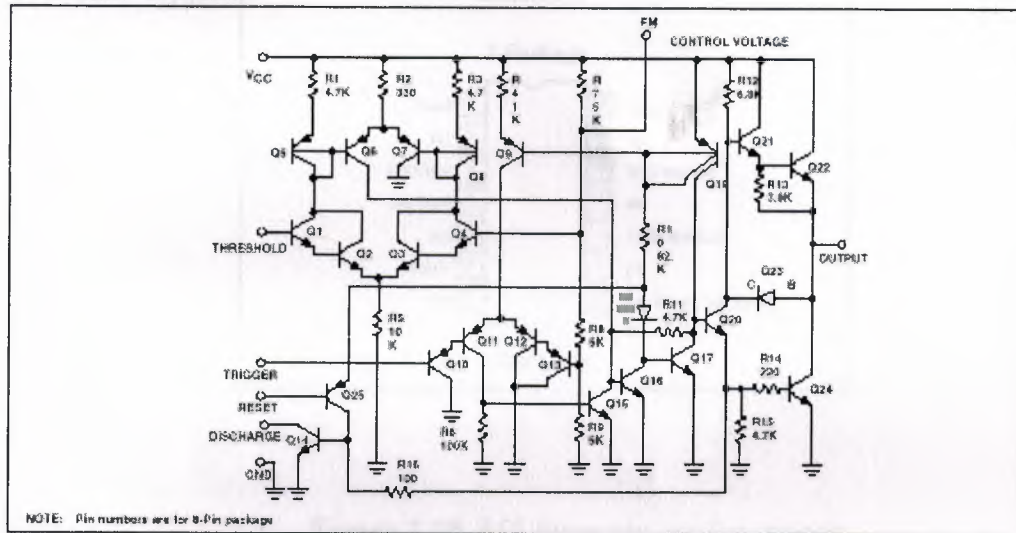 FM
CONTROL VOLTAGE
VCC
R1
4.7K
R2
330
R3
4.7
K
R
4 1
K
R
7 5
K
R12
6.8K
Q5
Q6
Q7
Q8
Q9
Q19
Q21
Q22
R13
3.9K
THRESHOLD
Q1
Q2
Q3
Q4
OUTPUT
R5
10
K
82
K
R11
4.7K
Q23
C
B
Q20
TRIGGER
Q10
Q11
Q12
Q13
R8
5K
Q16
Q17
R14
220
Q24
RESET
Q25
DISCHARGE
Q14
R6
100K
Q15
R9
5K
R15
4.7K
GND
R16
100
NOTE: Pin numbers are for 8-Pin package